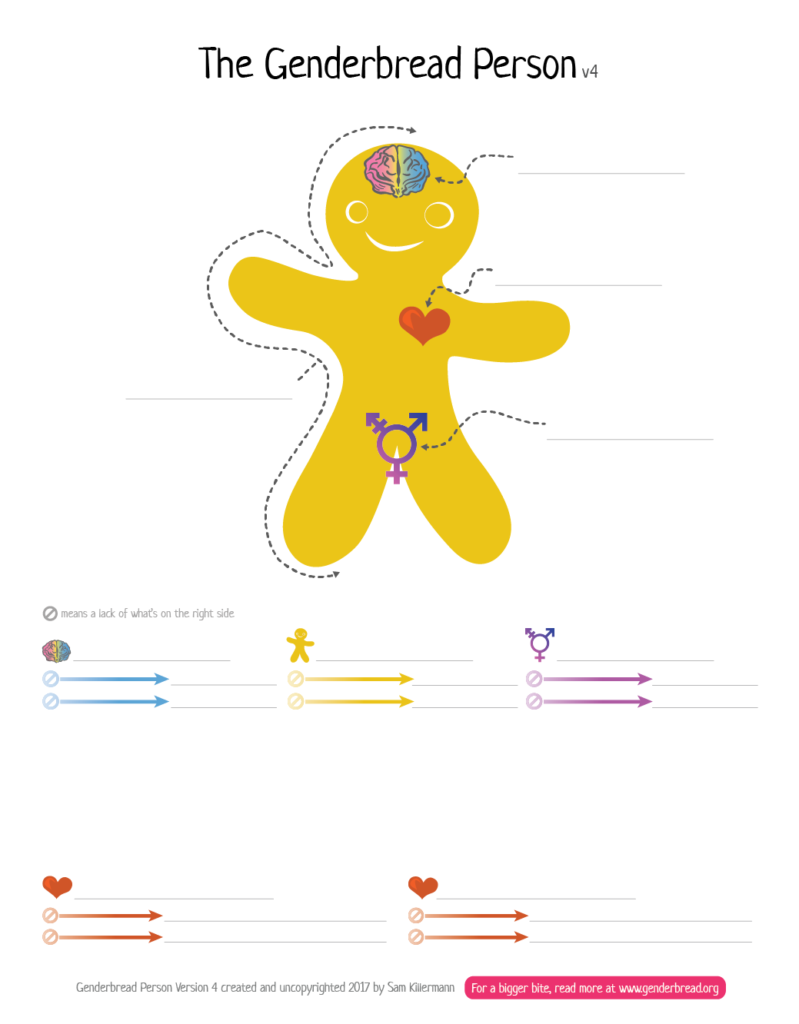 The Genderbread Person v4
means a lack of what's on the right side
Genderbread Person Version 4 created and uncopyrighted 2017 by Sam Killermann
For a bigger bite, read more at www.genderbread.org